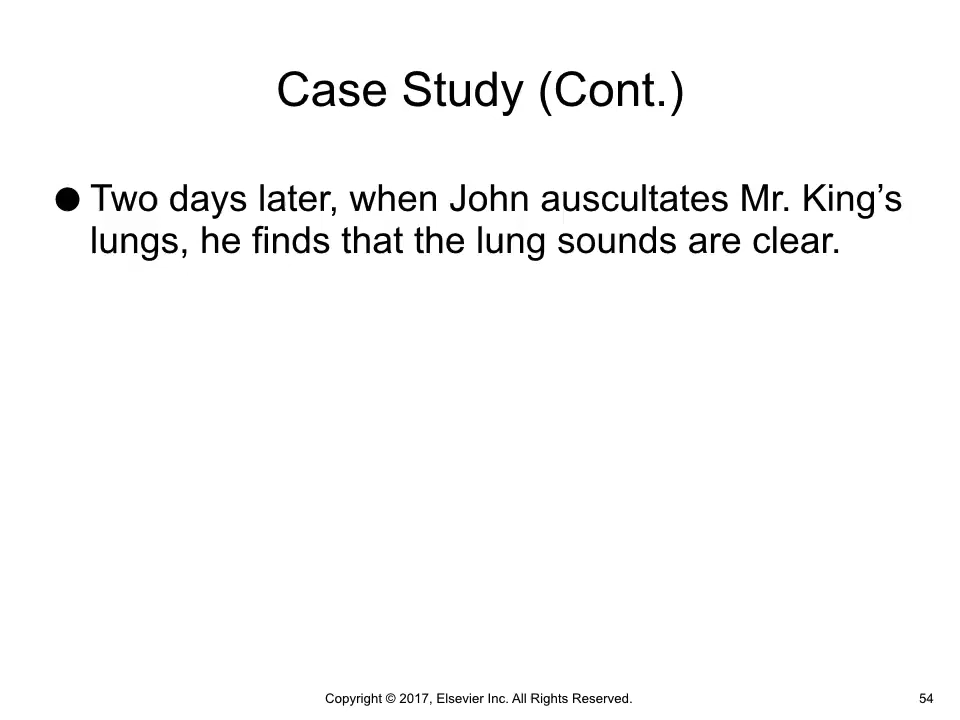 Case Study (Cont.)
● Two days later, when John auscultates Mr. King’s
lungs, he finds that the lung sounds are clear.
Copyright © 2017, Elsevier Inc. All Rights Reserved.
54